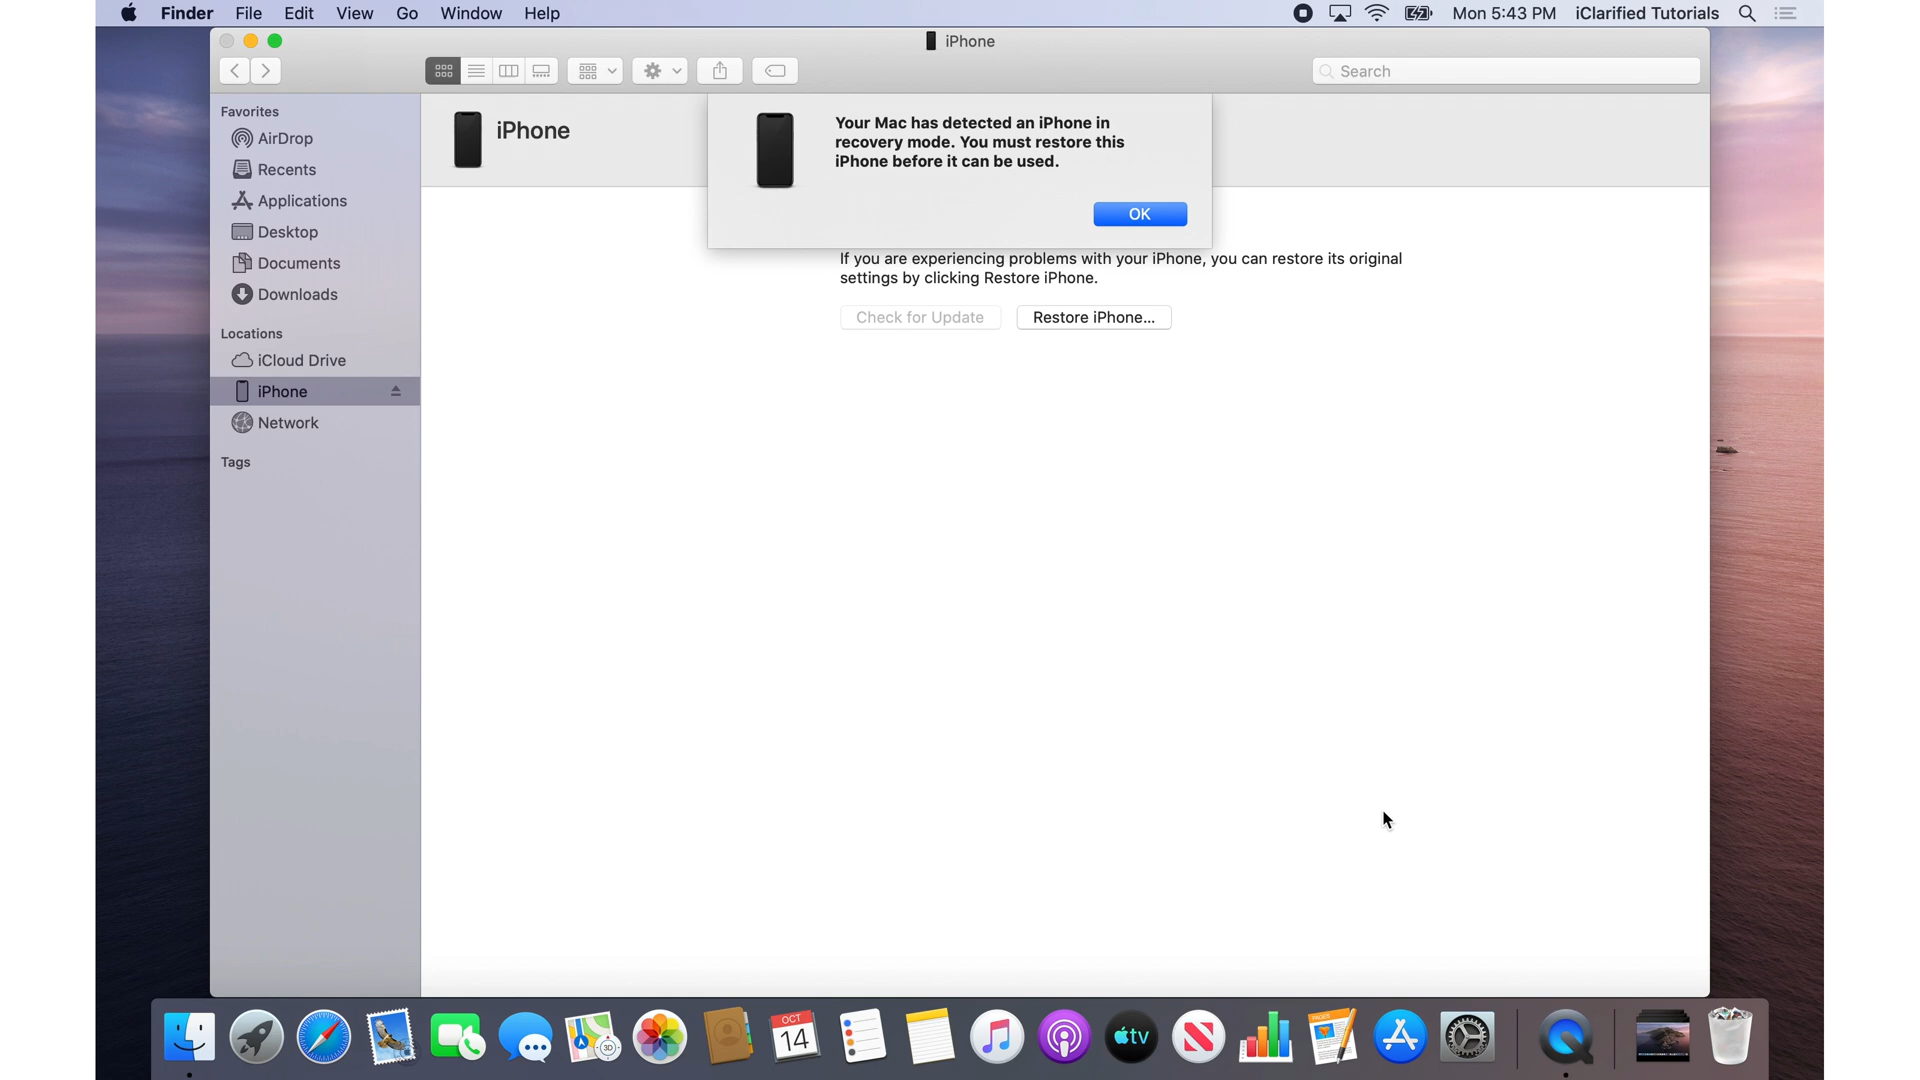 Finder File Edit View Go Window Help Mon 5:43 PM iClarified Tutorials
iPhone
Search
Favorites
AirDrop
Recents
Applications
Desktop
Documents
Downloads
Locations
iCloud Drive
iPhone
Network
Tags
iPhone
Your Mac has detected an iPhone in
recovery mode. You must restore this
iPhone before it can be used.
OK
If you are experiencing problems with your iPhone, you can restore its original
settings by clicking Restore iPhone.
Check for Update Restore iPhone...
3D
OCT
14
tv
PAGES